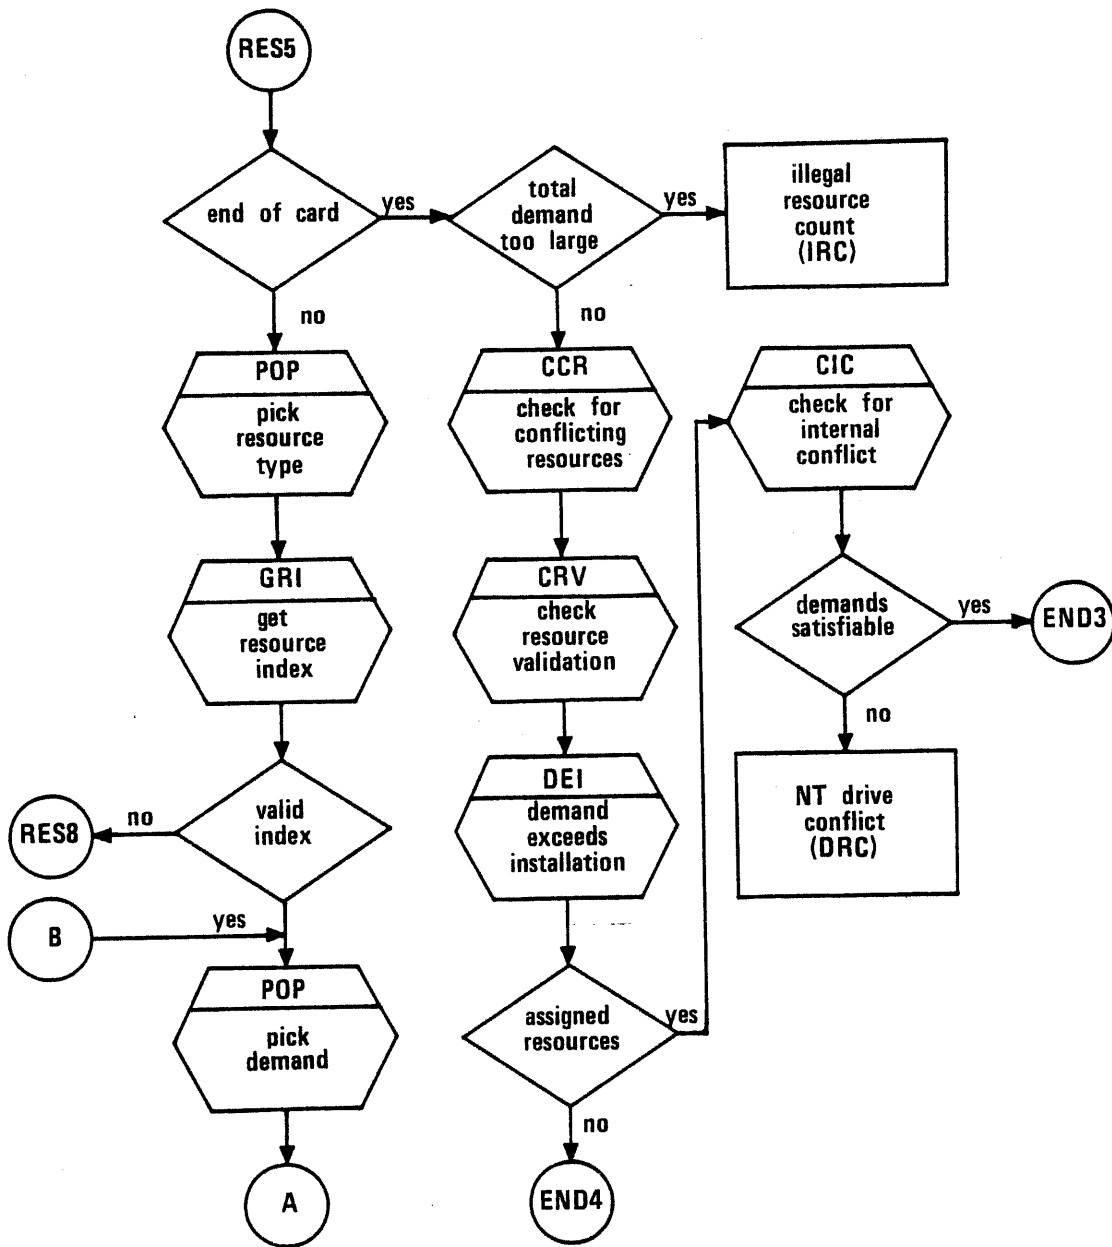 RES5
end of card
yes
no
total
demand
too large
yes
no
illegal
resource
count
(IRC)
POP
pick
resource
type
GRI
get
resource
index
valid
index
no
RES8
yes
B
POP
pick
demand
A
CCR
check for
conflicting
resources
CRV
check
resource
validation
DEI
demand
exceeds
installation
assigned
resources
yes
no
END4
CIC
check for
internal
conflict
demands
satisfiable
yes
END3
no
NT drive
conflict
(DRC)